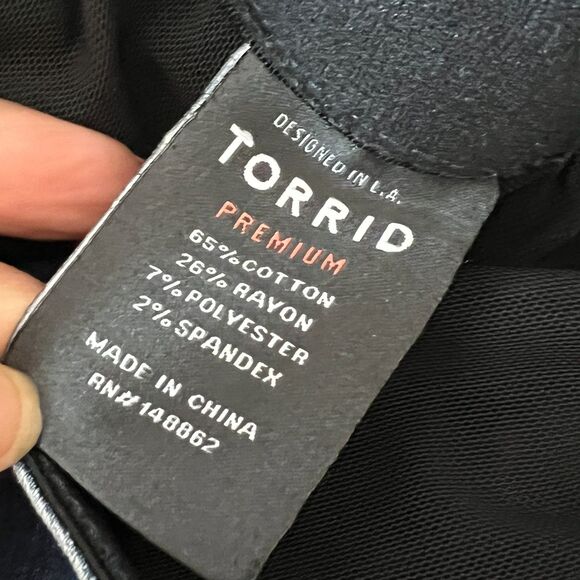 DESIGNED IN L.A.
TORRID
PREMIUM
65% COTTON
26% RAYON
7% POLYESTER
2% SPANDEX
MADE IN CHINA
RN# 148862